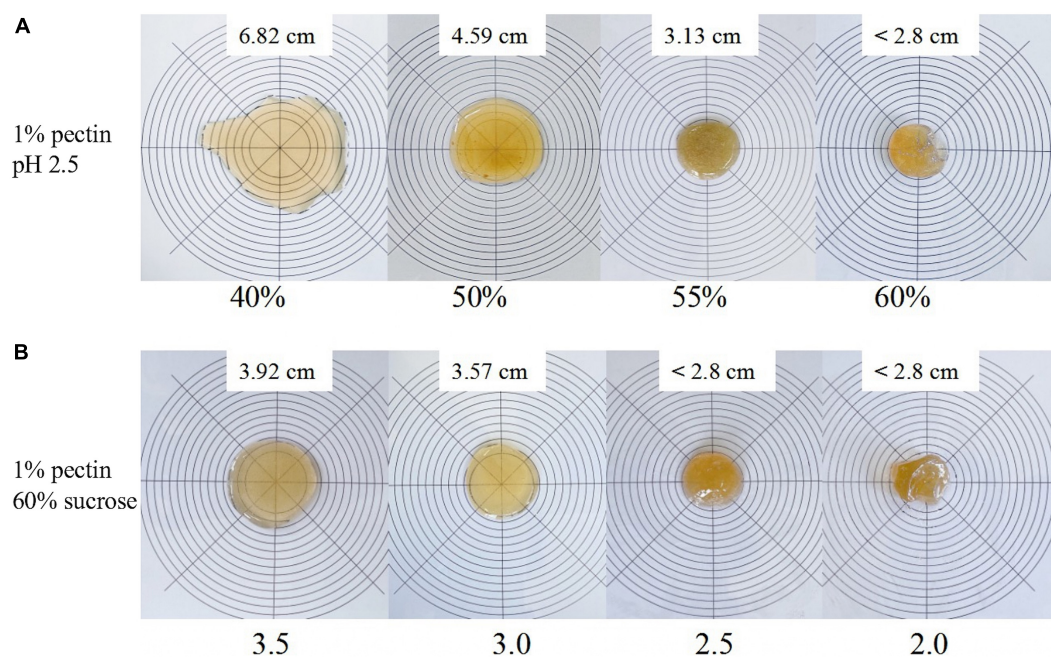 A
6.82 cm
4.59 cm
3.13 cm
< 2.8 cm
1% pectin
pH 2.5
40%
50%
55%
60%
B
3.92 cm
3.57 cm
< 2.8 cm
< 2.8 cm
1% pectin
60% sucrose
3.5
3.0
2.5
2.0